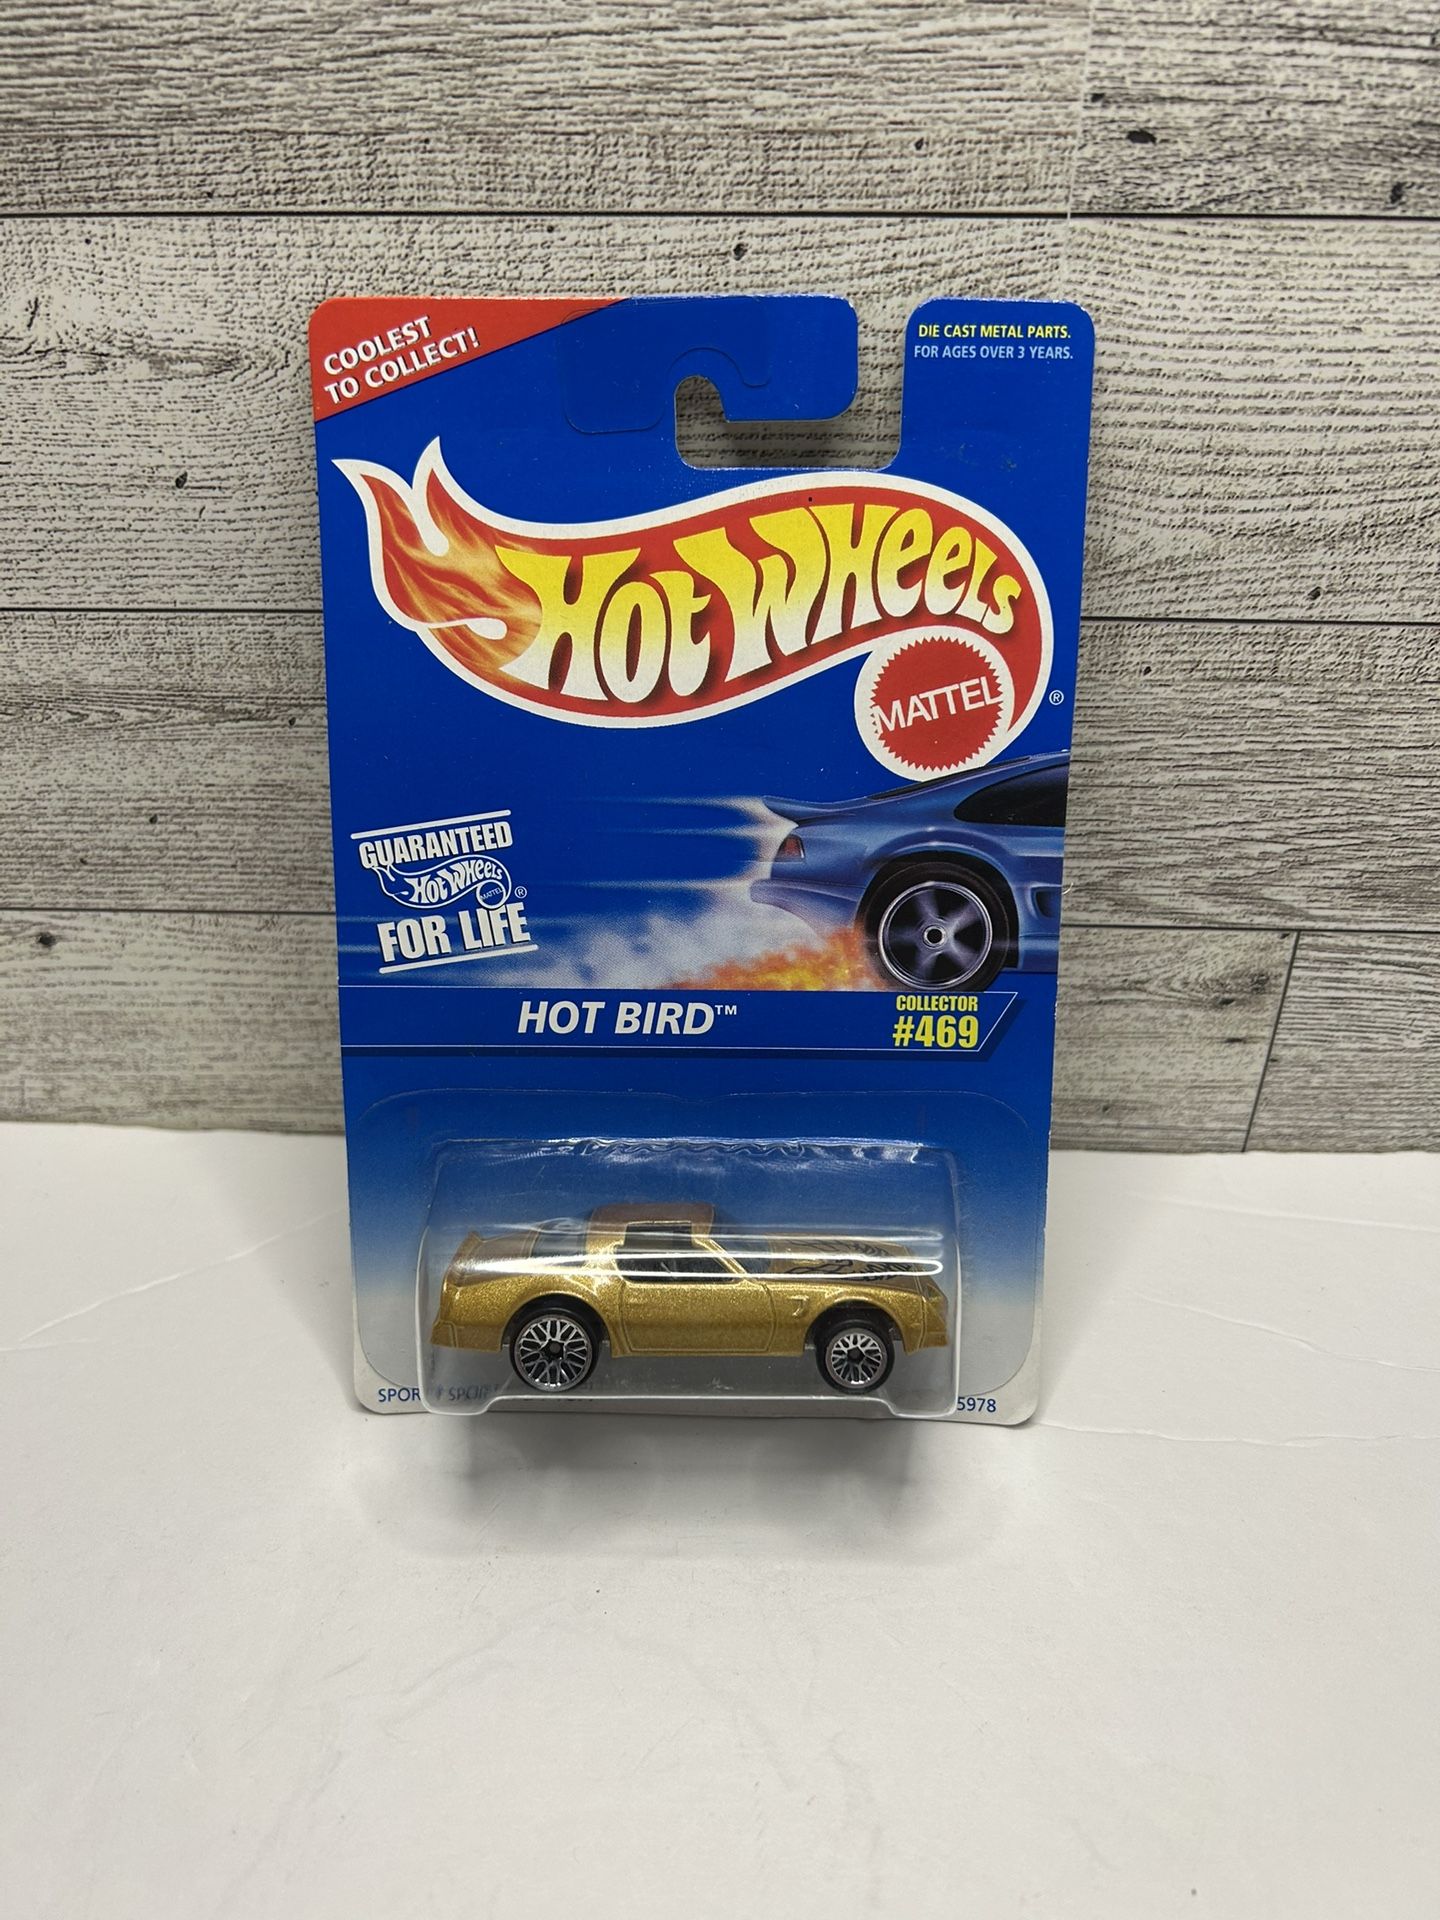 COOLEST
TO COLLECT!
DIE CAST METAL PARTS.
FOR AGES OVER 3 YEARS.
HOT WHEELS
MATTEL
®
GUARANTEED
HOT WHEELS
MATTEL ®
FOR LIFE
HOT BIRD™
COLLECTOR
#469
5978